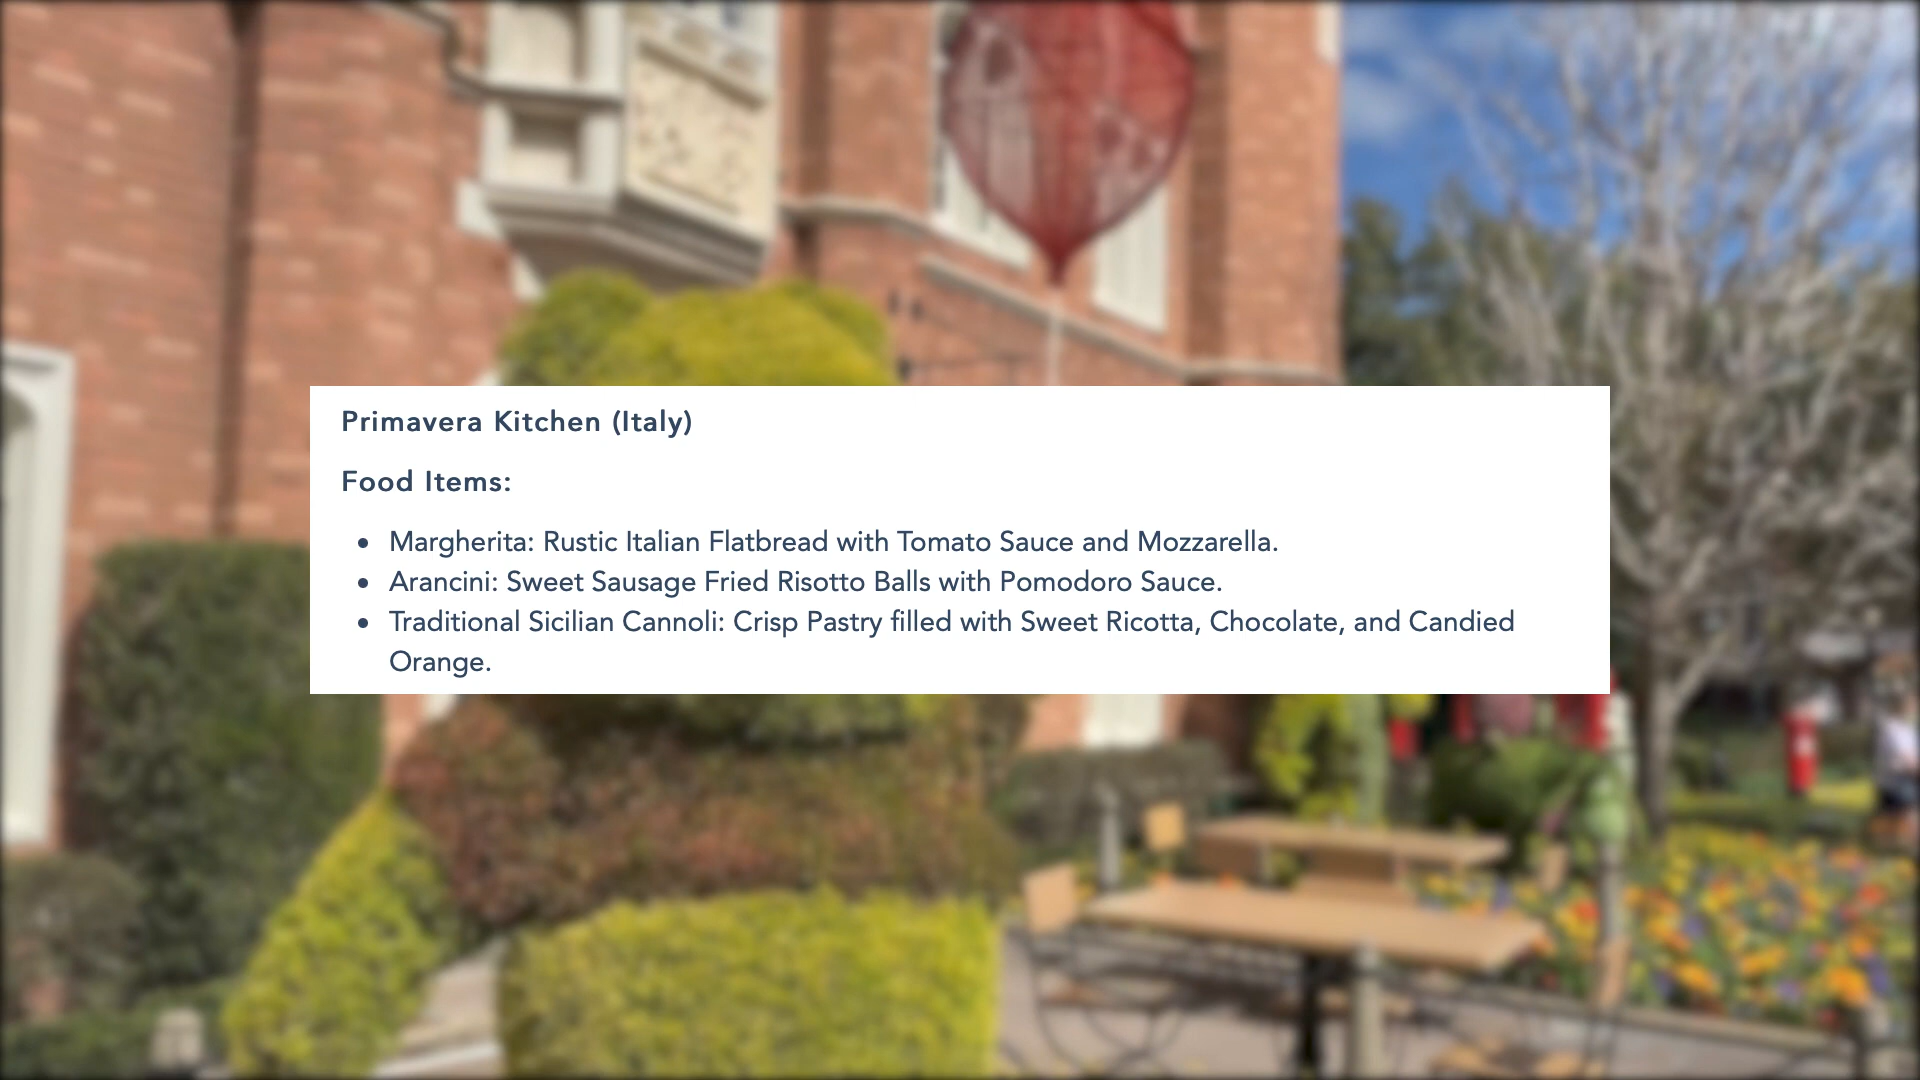 Primavera Kitchen (Italy)
Food Items:
• Margherita: Rustic Italian Flatbread with Tomato Sauce and Mozzarella.
• Arancini: Sweet Sausage Fried Risotto Balls with Pomodoro Sauce.
• Traditional Sicilian Cannoli: Crisp Pastry filled with Sweet Ricotta, Chocolate, and Candied
Orange.